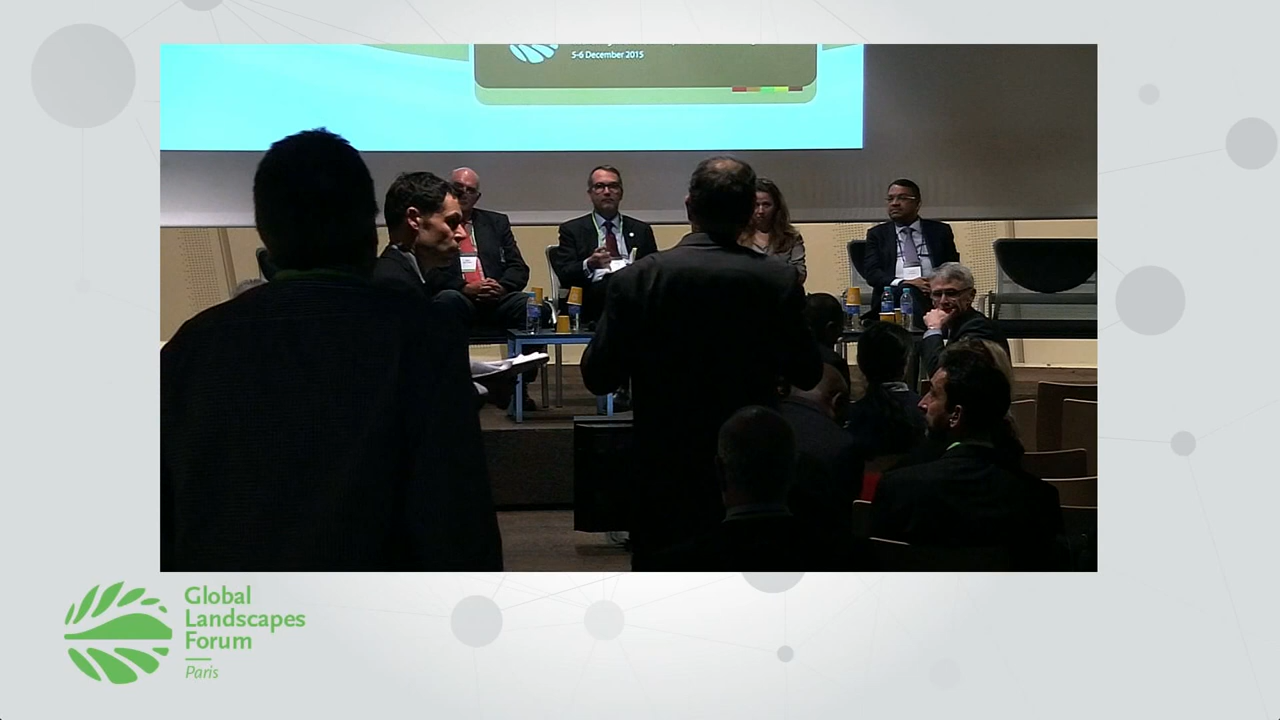 5-6 December 2015
Global
Landscapes
Forum
Paris